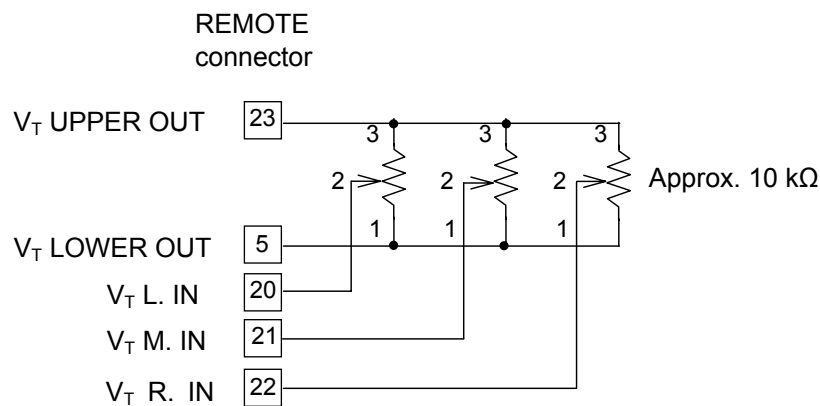 REMOTE
connector
V_T UPPER OUT 23
3 3 3
2 2 2 Approx. 10 kΩ
1 1 1
V_T LOWER OUT 5
V_T L. IN 20
V_T M. IN 21
V_T R. IN 22